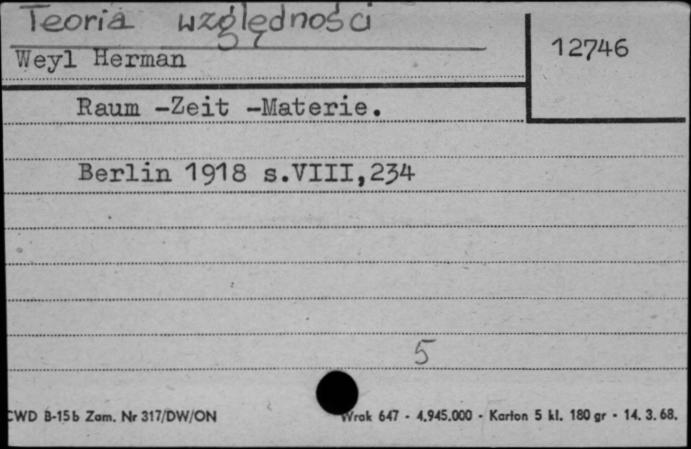 Teoria względności
12746
Weyl Herman
Raum -Zeit -Materie.
Berlin 1918 s.VIII,234
5
CWD B-15b Zam. Nr 317/DW/ON
Wrak 647 - 4.945.000 - Karton 5 kl. 180 gr - 14. 3. 68.